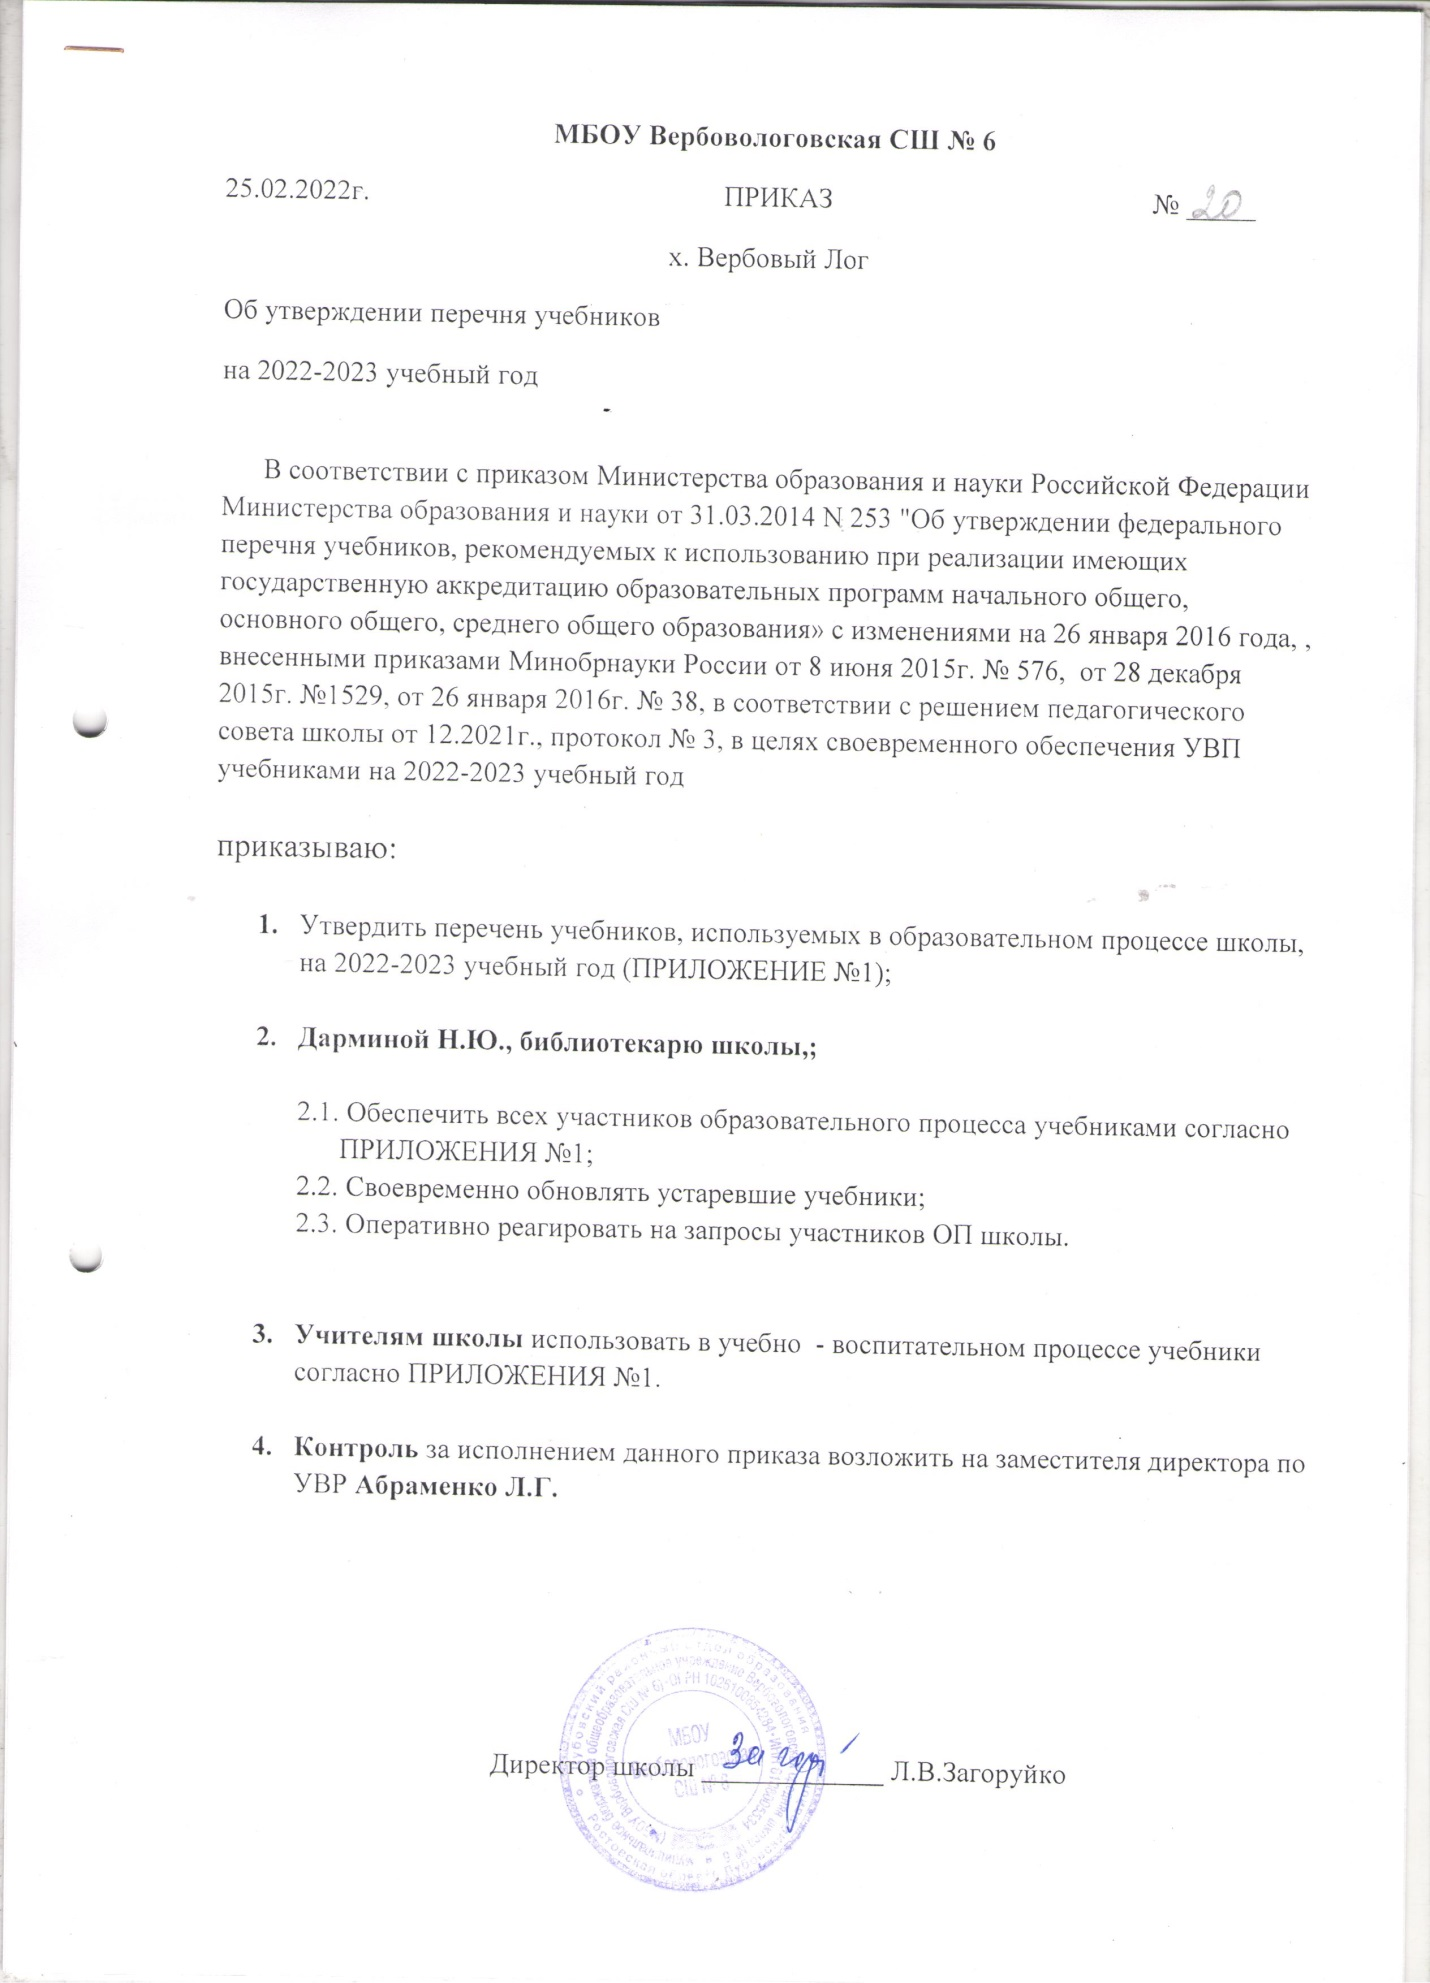 МБОУ Вербовологовская СШ № 6
25.02.2022г. ПРИКАЗ № 20
х. Вербовый Лог
Об утверждении перечня учебников
на 2022-2023 учебный год
В соответствии с приказом Министерства образования и науки Российской Федерации
Министерства образования и науки от 31.03.2014 N 253 "Об утверждении федерального
перечня учебников, рекомендуемых к использованию при реализации имеющих
государственную аккредитацию образовательных программ начального общего,
основного общего, среднего общего образования» с изменениями на 26 января 2016 года, ,
внесенными приказами Минобрнауки России от 8 июня 2015г. № 576, от 28 декабря
2015г. №1529, от 26 января 2016г. № 38, в соответствии с решением педагогического
совета школы от 12.2021г., протокол № 3, в целях своевременного обеспечения УВП
учебниками на 2022-2023 учебный год
приказываю:
1. Утвердить перечень учебников, используемых в образовательном процессе школы,
на 2022-2023 учебный год (ПРИЛОЖЕНИЕ №1);
2. Дарминой Н.Ю., библиотекарю школы,;
2.1. Обеспечить всех участников образовательного процесса учебниками согласно
ПРИЛОЖЕНИЯ №1;
2.2. Своевременно обновлять устаревшие учебники;
2.3. Оперативно реагировать на запросы участников ОП школы.
3. Учителям школы использовать в учебно - воспитательном процессе учебники
согласно ПРИЛОЖЕНИЯ №1.
4. Контроль за исполнением данного приказа возложить на заместителя директора по
УВР Абраменко Л.Г.
МБОУ
СШ № 6
Директор школы Загор Л.В.Загоруйко